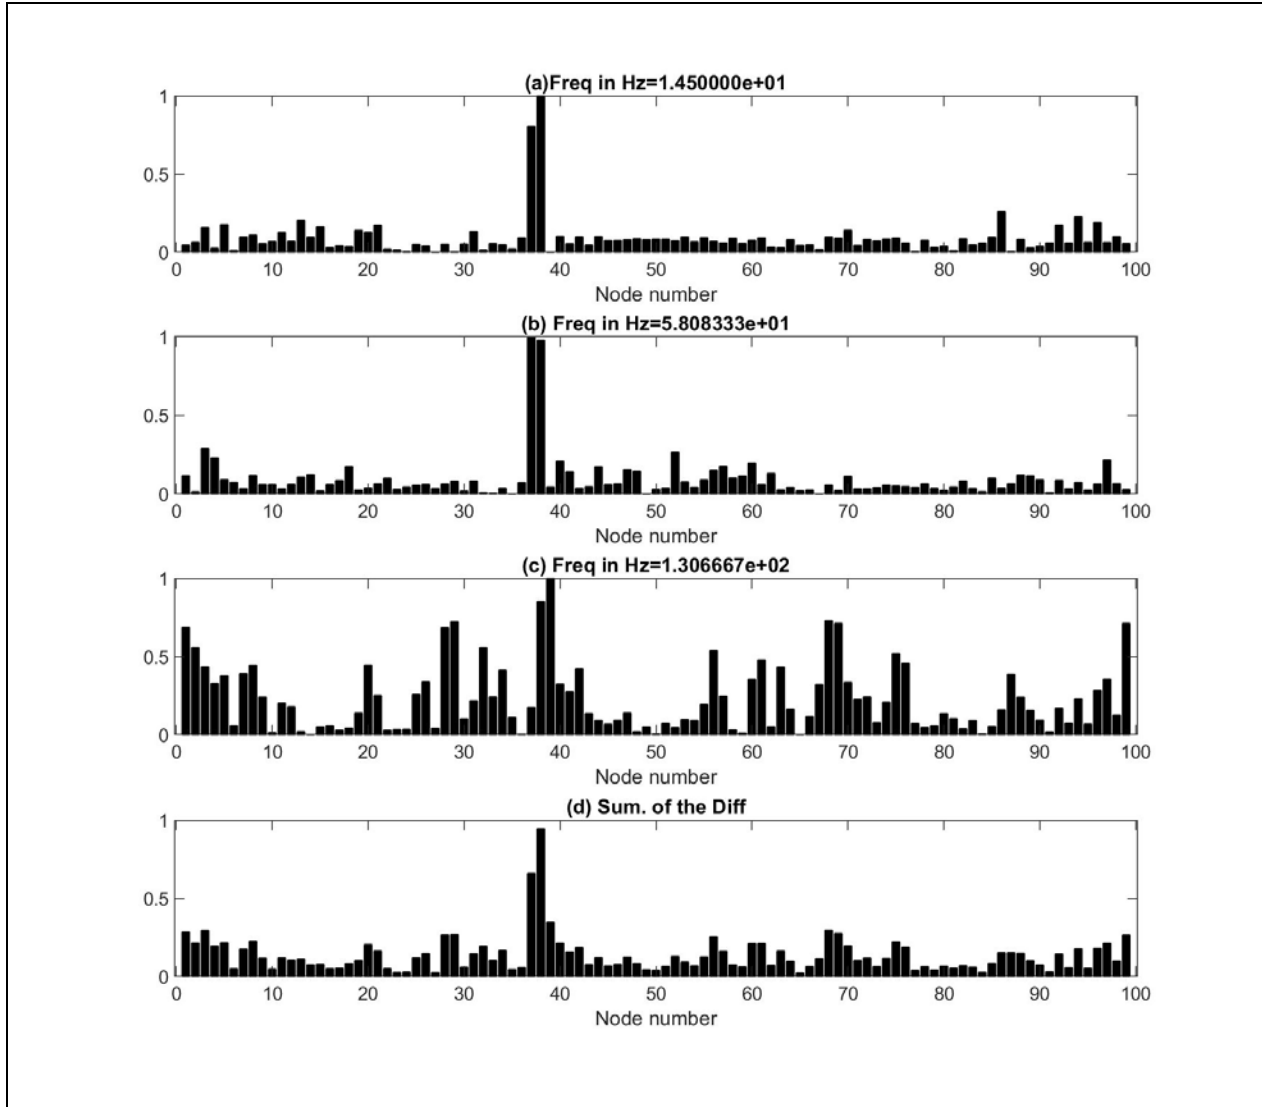 (a)Freq in Hz=1.450000e+01
1
0.5
0
0 10 20 30 40 50 60 70 80 90 100
Node number
(b) Freq in Hz=5.808333e+01
1
0.5
0
0 10 20 30 40 50 60 70 80 90 100
Node number
(c) Freq in Hz=1.306667e+02
1
0.5
0
0 10 20 30 40 50 60 70 80 90 100
Node number
(d) Sum. of the Diff
1
0.5
0
0 10 20 30 40 50 60 70 80 90 100
Node number